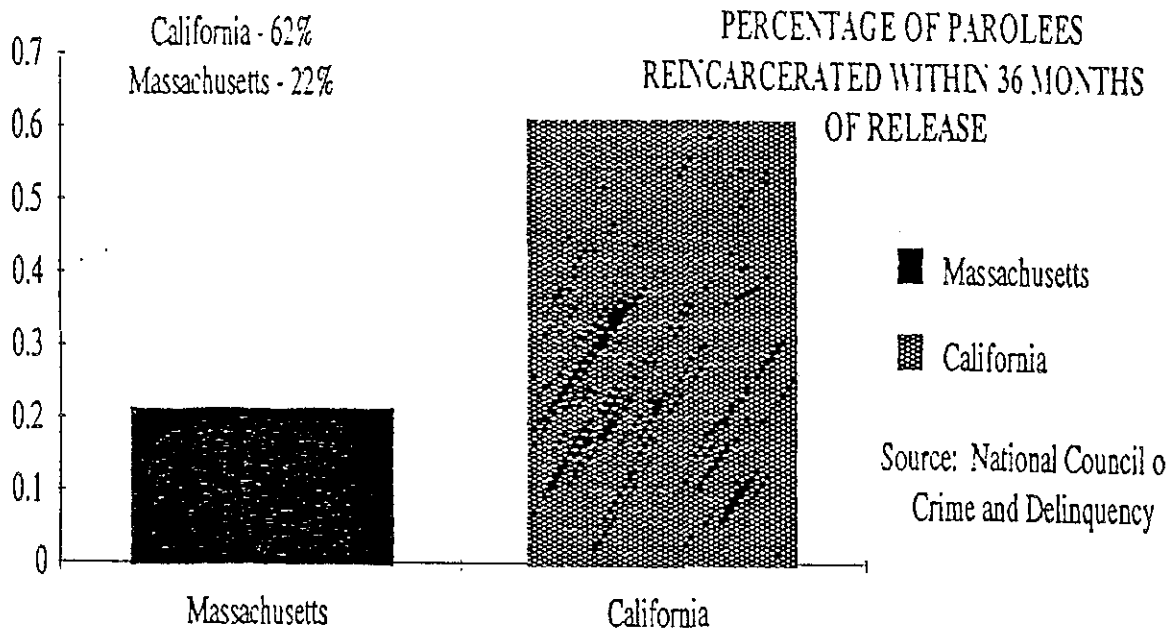 California - 62%
Massachusetts - 22%
PERCENTAGE OF PAROLEES
REINCARCERATED WITHIN 36 MONTHS
OF RELEASE
0.7
0.6
0.5
0.4
0.3
0.2
0.1
0
Massachusetts
California
Massachusetts
California
Source: National Council o
Crime and Delinquency